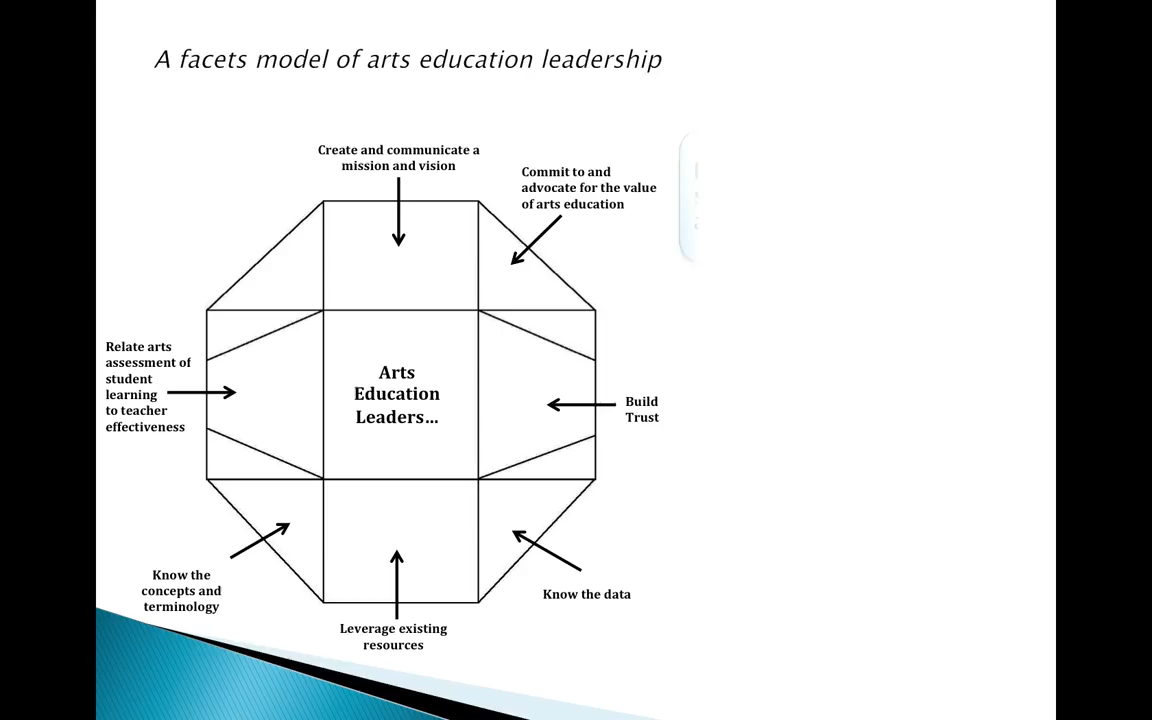 A facets model of arts education leadership
Create and communicate a
mission and vision
Commit to and
advocate for the value
of arts education
Relate arts
assessment of
student
learning
to teacher
effectiveness
Arts
Education
Leaders...
Build
Trust
Know the
concepts and
terminology
Know the data
Leverage existing
resources